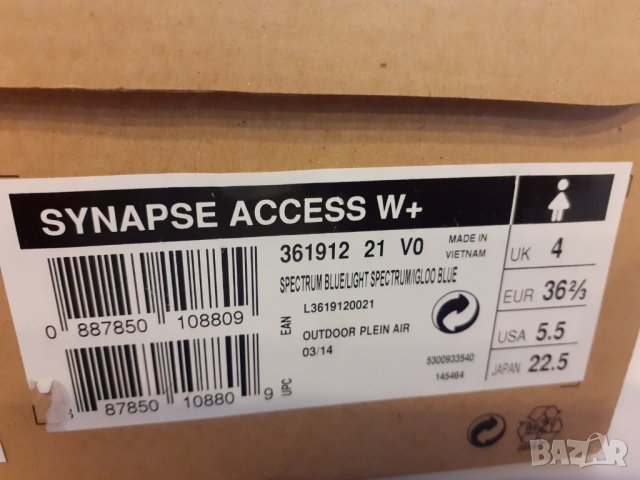 SYNAPSE ACCESS W+
361912 21 V0
MADE IN
VIETNAM
SPECTRUM BLUE/LIGHT SPECTRUM/IGLOO BLUE
L3619120021
EAN
0 887850 108809
OUTDOOR PLEIN AIR
03/14
5300933540
145464
UPC
87850 10880 9
UK 4
EUR 36⅔
USA 5.5
JAPAN 22.5
BAZAR
bg